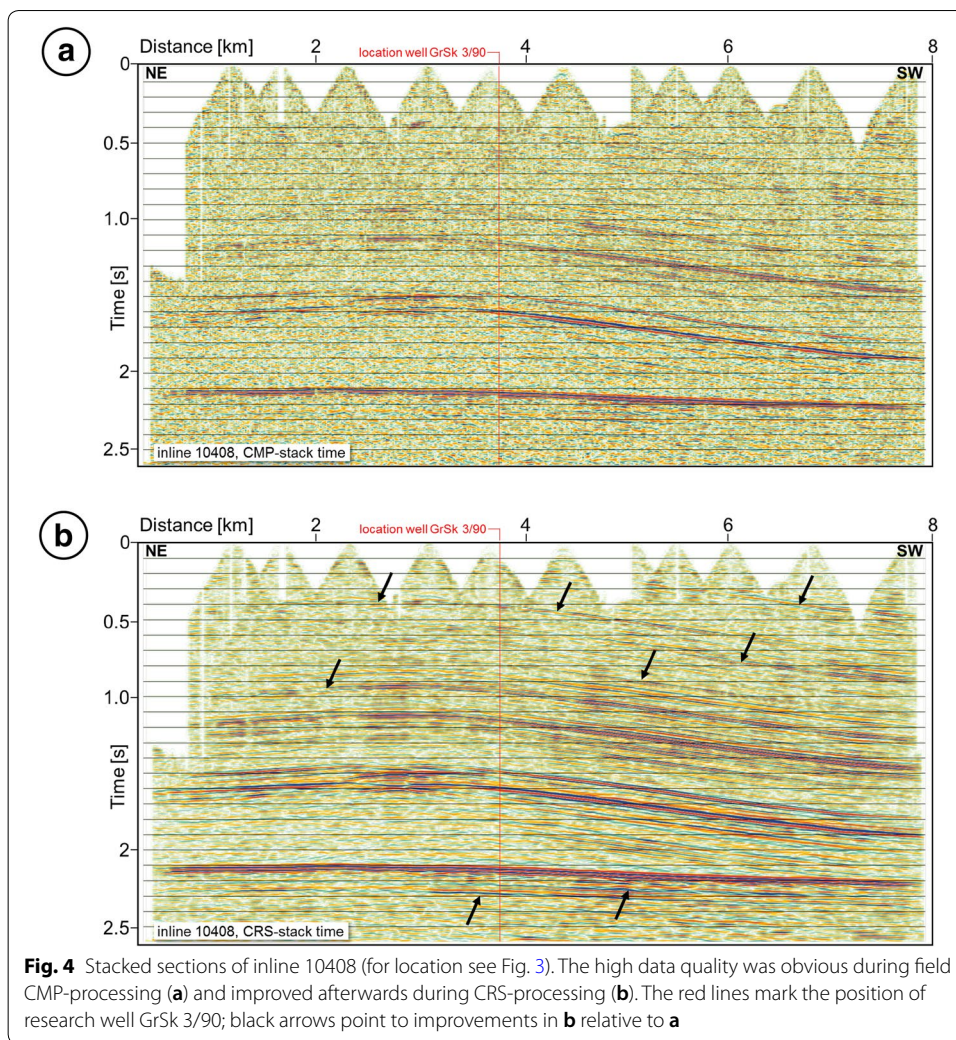 a
Distance [km] 2 location well GrSk 3/90 4 6 8
0
NE SW
0.5
1.0
Time [s]
2
2.5
inline 10408, CMP-stack time
b
Distance [km] 2 location well GrSk 3/90 4 6 8
0
NE SW
0.5
1.0
Time [s]
2
2.5
inline 10408, CRS-stack time
Fig. 4 Stacked sections of inline 10408 (for location see Fig. 3). The high data quality was obvious during field
CMP-processing (a) and improved afterwards during CRS-processing (b). The red lines mark the position of
research well GrSk 3/90; black arrows point to improvements in b relative to a